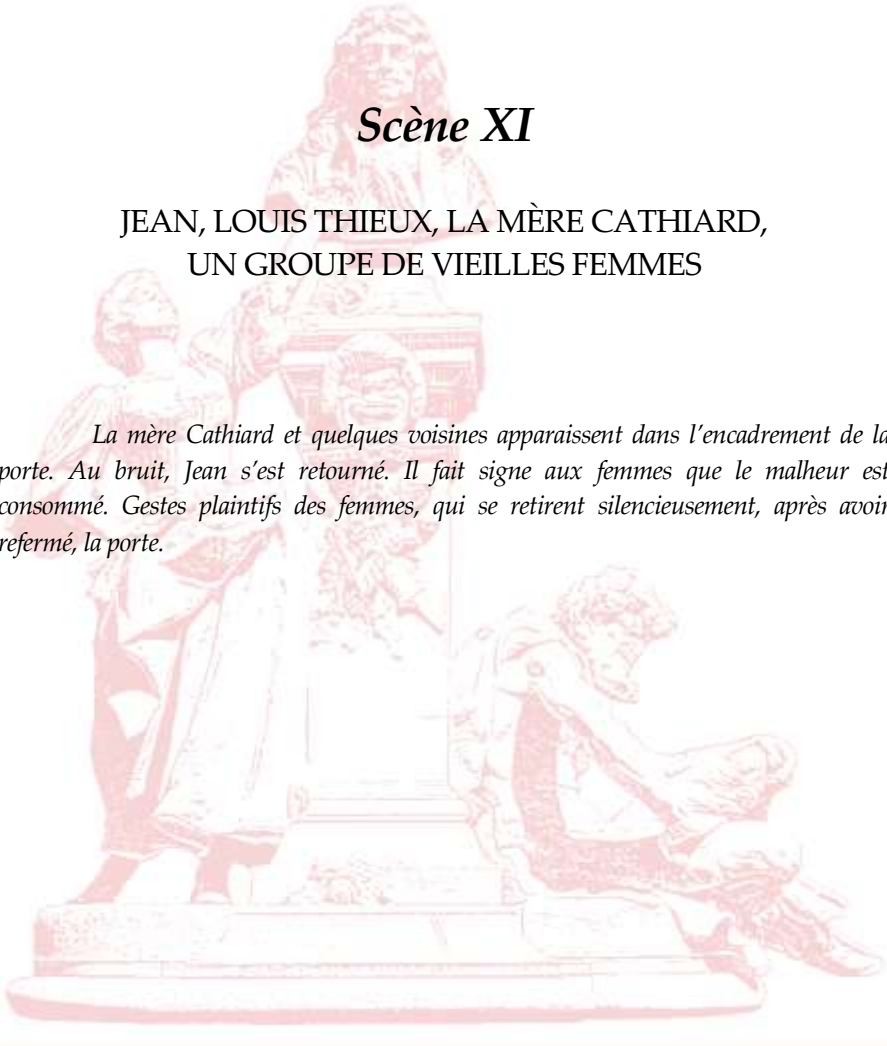 Scène XI
JEAN, LOUIS THIEUX, LA MÈRE CATHIARD,
UN GROUPE DE VIEILLES FEMMES
La mère Cathiard et quelques voisines apparaissent dans l’encadrement de la
porte. Au bruit, Jean s’est retourné. Il fait signe aux femmes que le malheur est
consommé. Gestes plaintifs des femmes, qui se retirent silencieusement, après avoir
refermé, la porte.